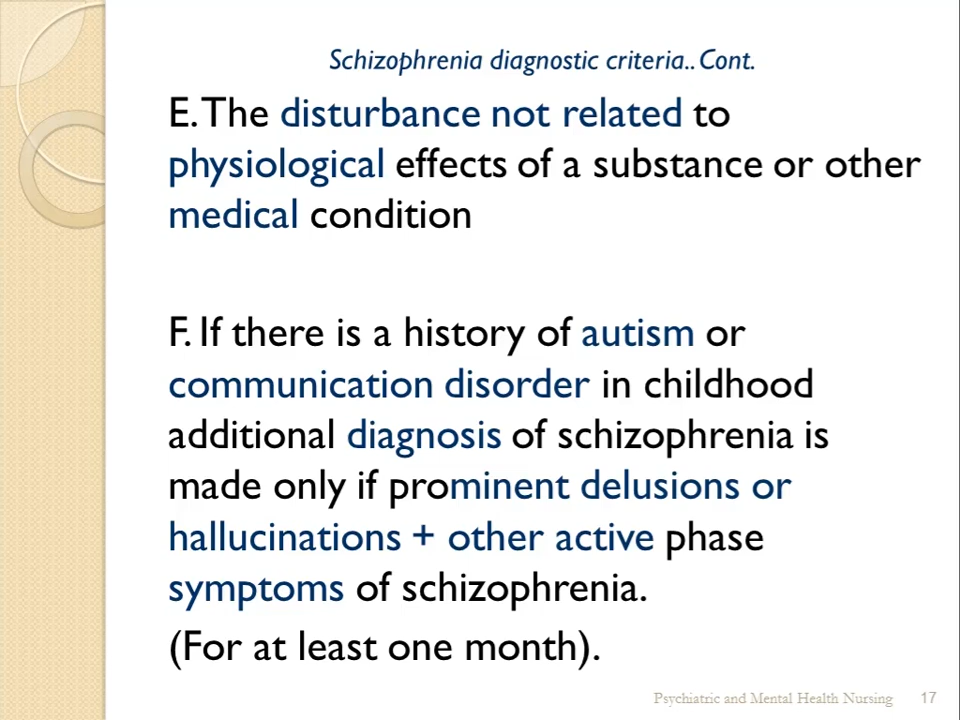 Schizophrenia diagnostic criteria.. Cont.
E. The disturbance not related to
physiological effects of a substance or other
medical condition
F. If there is a history of autism or
communication disorder in childhood
additional diagnosis of schizophrenia is
made only if prominent delusions or
hallucinations + other active phase
symptoms of schizophrenia.
(For at least one month).
Psychiatric and Mental Health Nursing 17